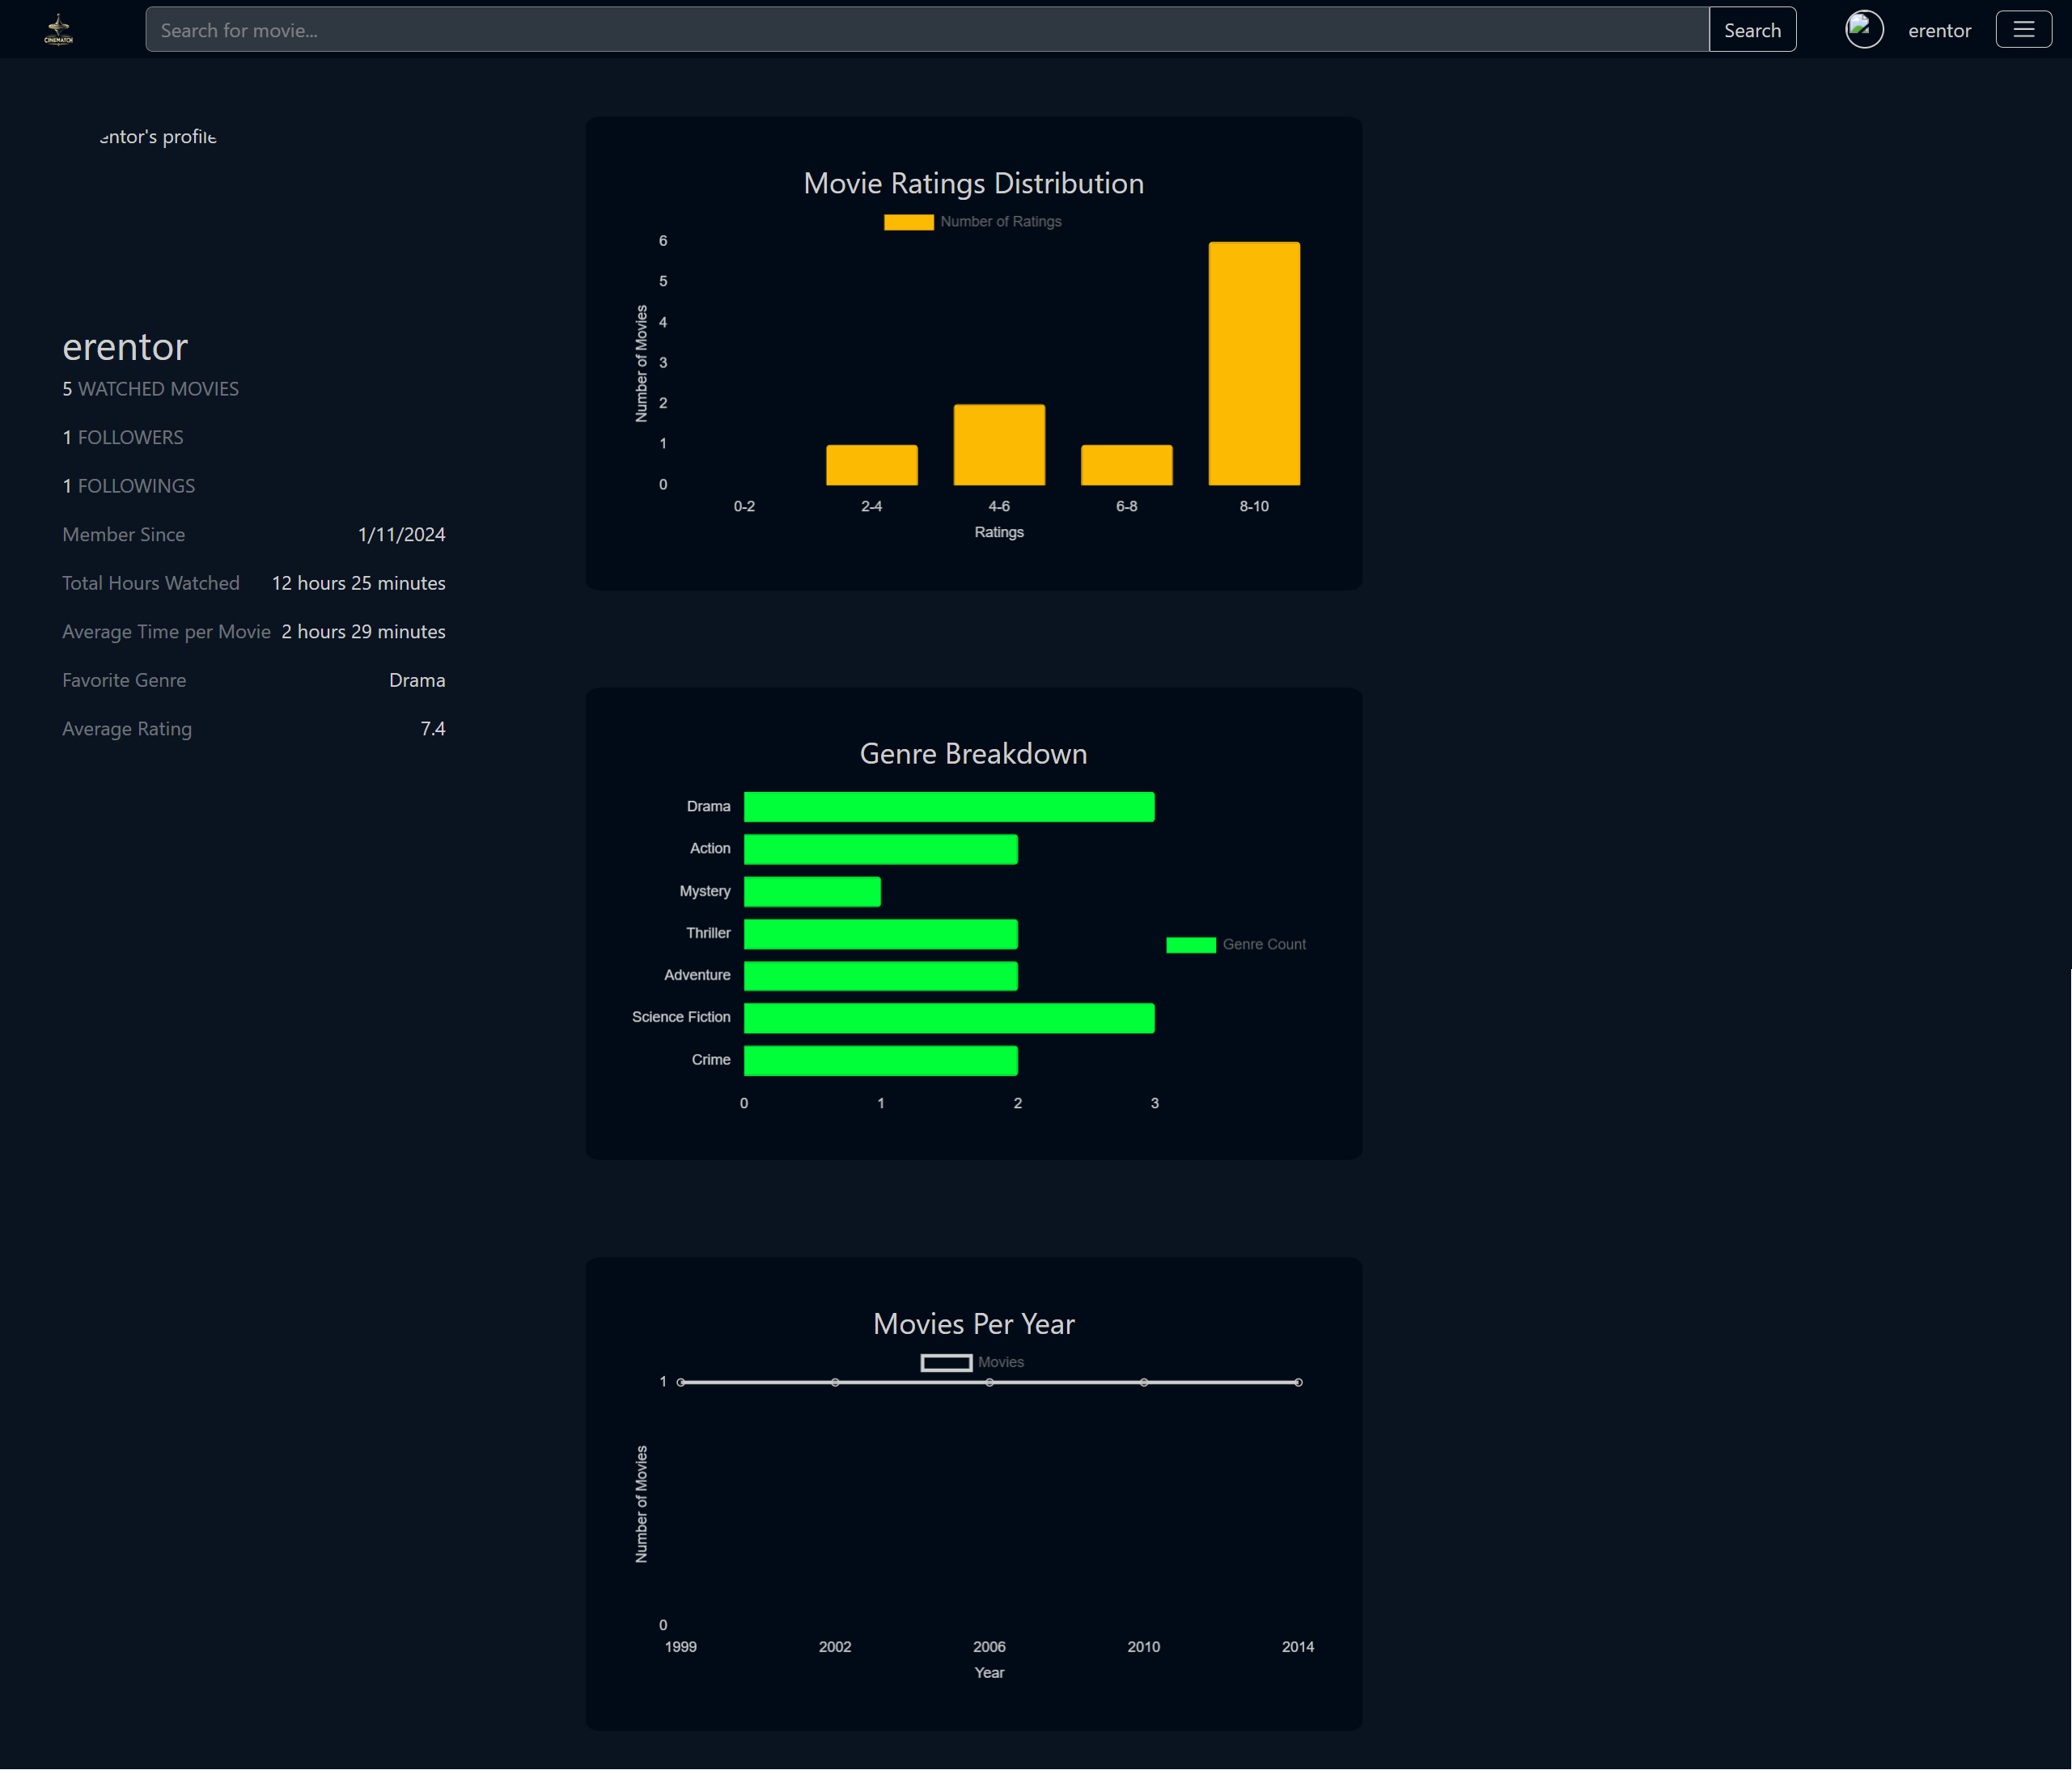 CINEMATCH
Search for movie...
Search
erentor
entor's profile
erentor
5 WATCHED MOVIES
1 FOLLOWERS
1 FOLLOWINGS
Member Since 1/11/2024
Total Hours Watched 12 hours 25 minutes
Average Time per Movie 2 hours 29 minutes
Favorite Genre Drama
Average Rating 7.4
Movie Ratings Distribution
Number of Ratings
Number of Movies
6
5
4
3
2
1
0
0-2 2-4 4-6 6-8 8-10
Ratings
Genre Breakdown
Drama
Action
Mystery
Thriller
Adventure
Science Fiction
Crime
Genre Count
0 1 2 3
Movies Per Year
Movies
Number of Movies
1
0
1999 2002 2006 2010 2014
Year